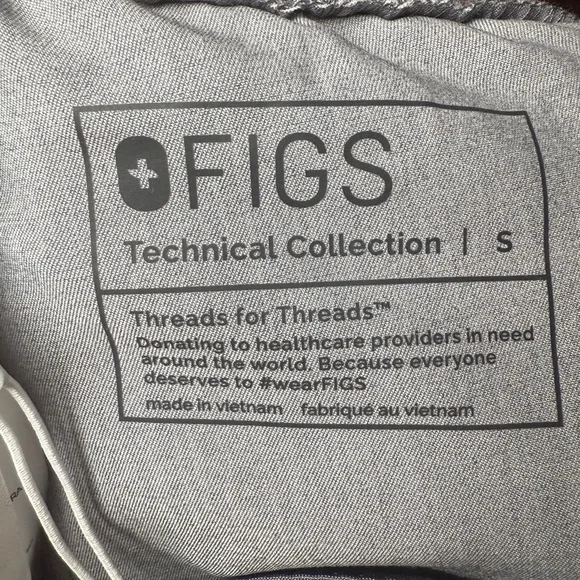 FIGS
Technical Collection | S
Threads for Threads™
Donating to healthcare providers in need
around the world. Because everyone
deserves to #wearFIGS
made in vietnam fabriqué au vietnam